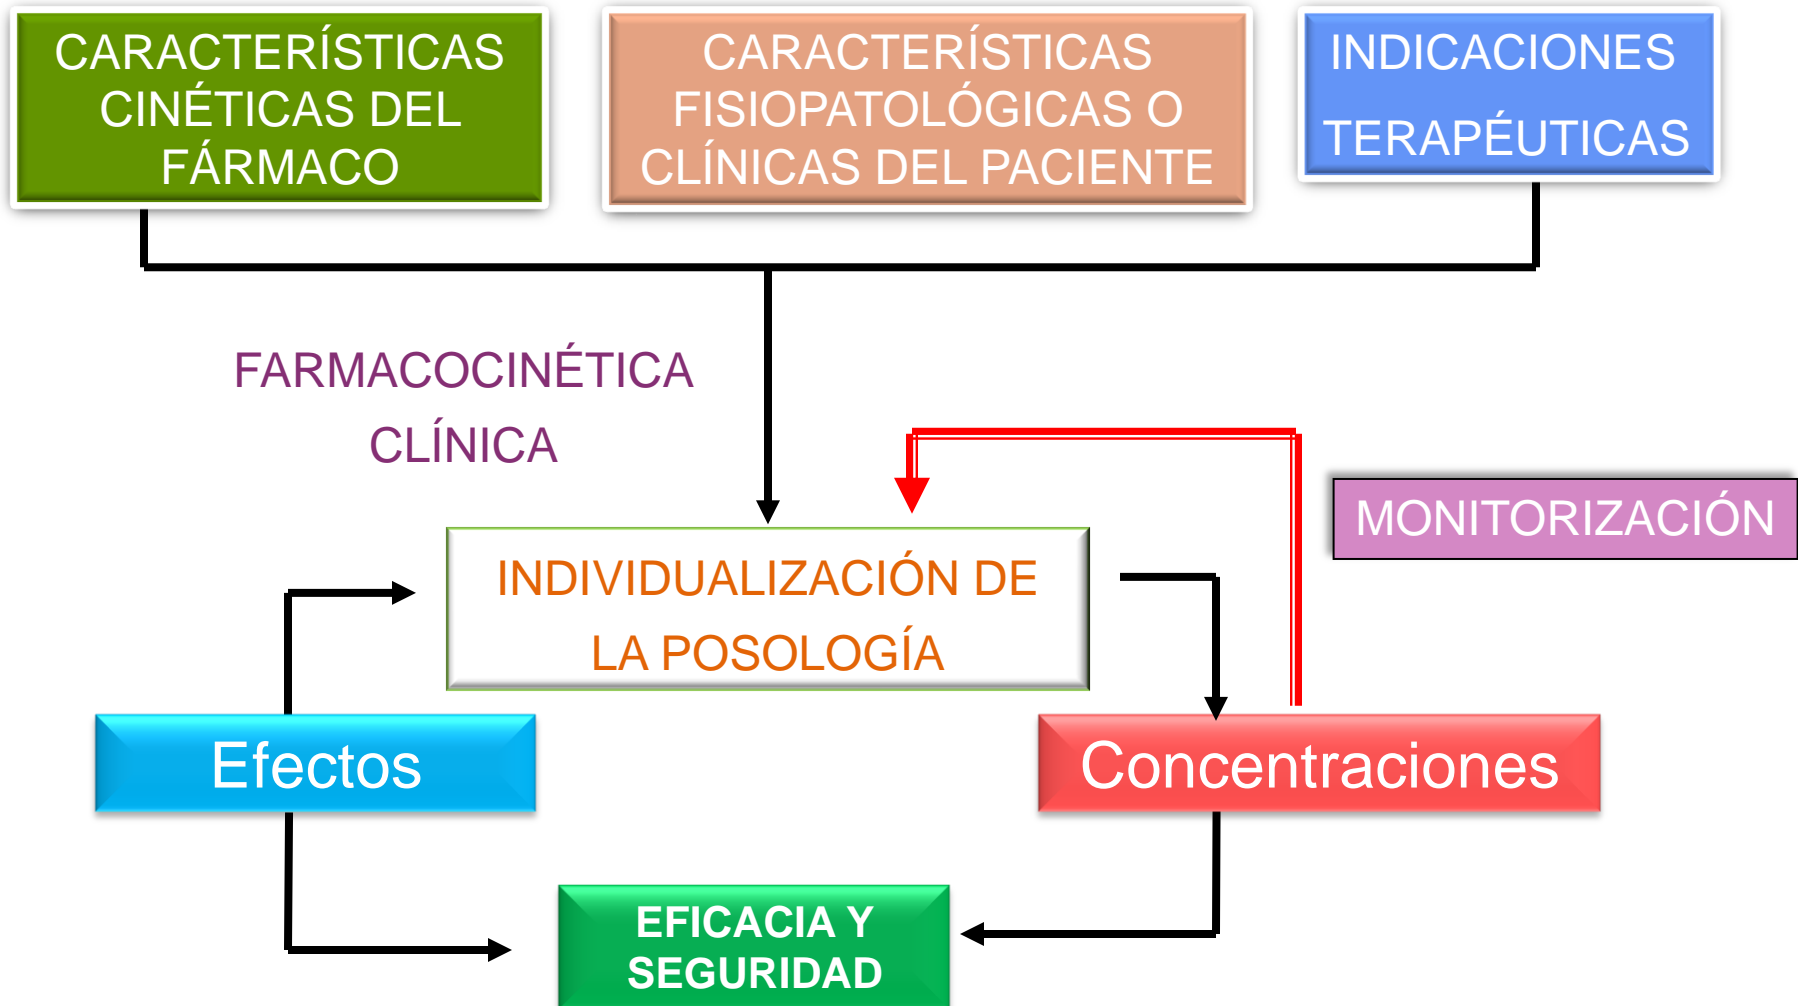 CARACTERÍSTICAS
CINÉTICAS DEL
FÁRMACO
CARACTERÍSTICAS
FISIOPATOLÓGICAS O
CLÍNICAS DEL PACIENTE
INDICACIONES
TERAPÉUTICAS
FARMACOCINÉTICA
CLÍNICA
MONITORIZACIÓN
INDIVIDUALIZACIÓN DE
LA POSOLOGÍA
Efectos
Concentraciones
EFICACIA Y
SEGURIDAD